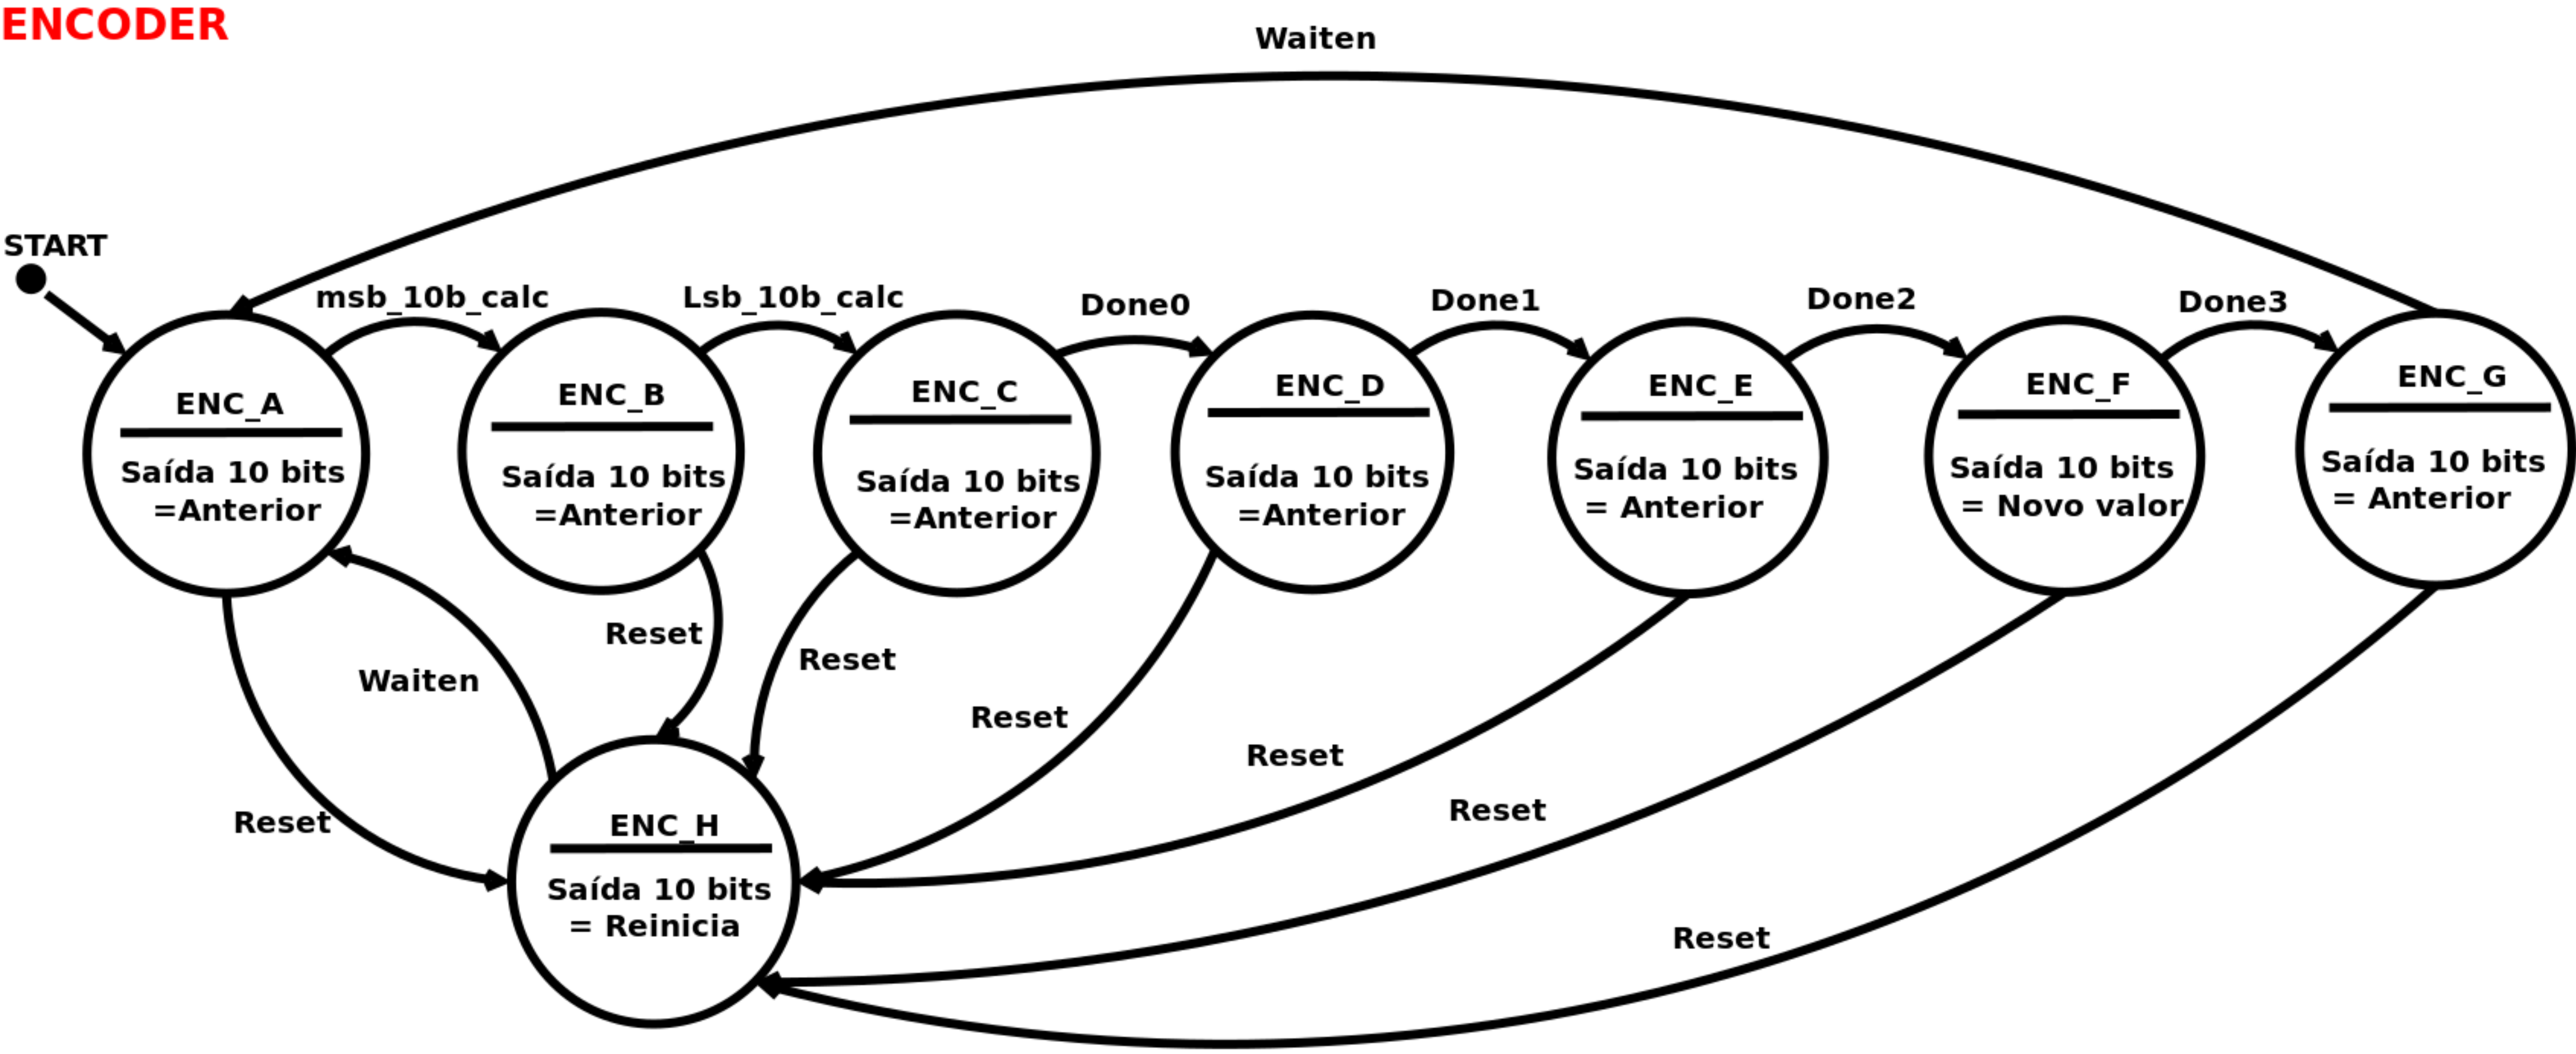 ENCODER
Waiten
START
msb_10b_calc
Lsb_10b_calc
Done0
Done1
Done2
Done3
ENC_A
Saída 10 bits
=Anterior
ENC_B
Saída 10 bits
=Anterior
ENC_C
Saída 10 bits
=Anterior
ENC_D
Saída 10 bits
=Anterior
ENC_E
Saída 10 bits
= Anterior
ENC_F
Saída 10 bits
= Novo valor
ENC_G
Saída 10 bits
= Anterior
Waiten
Reset
Reset
Reset
Reset
Reset
Reset
Reset
ENC_H
Saída 10 bits
= Reinicia